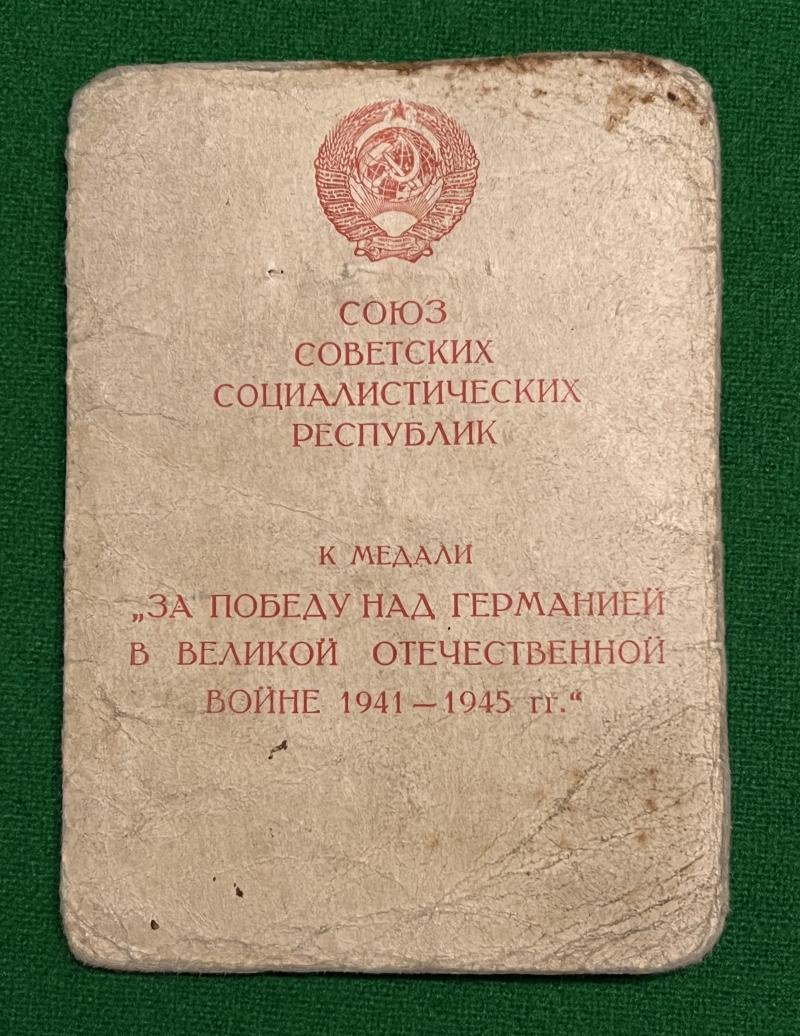 СОЮЗ
СОВЕТСКИХ
СОЦИАЛИСТИЧЕСКИХ
РЕСПУБЛИК
К МЕДАЛИ
„ЗА ПОБЕДУ НАД ГЕРМАНИЕЙ
В ВЕЛИКОЙ ОТЕЧЕСТВЕННОЙ
ВОЙНЕ 1941 — 1945 гг.“